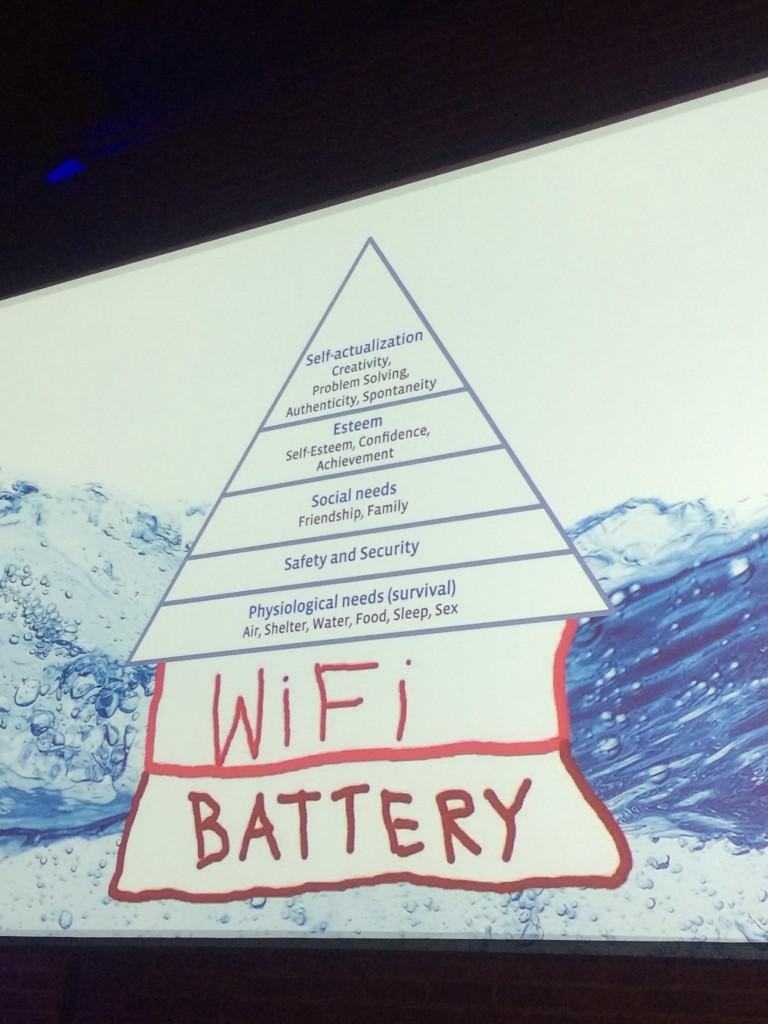 Self-actualization
Creativity,
Problem Solving,
Authenticity, Spontaneity
Esteem
Self-Esteem, Confidence,
Achievement
Social needs
Friendship, Family
Safety and Security
Physiological needs (survival)
Air, Shelter, Water, Food, Sleep, Sex
WiFi
BATTERY